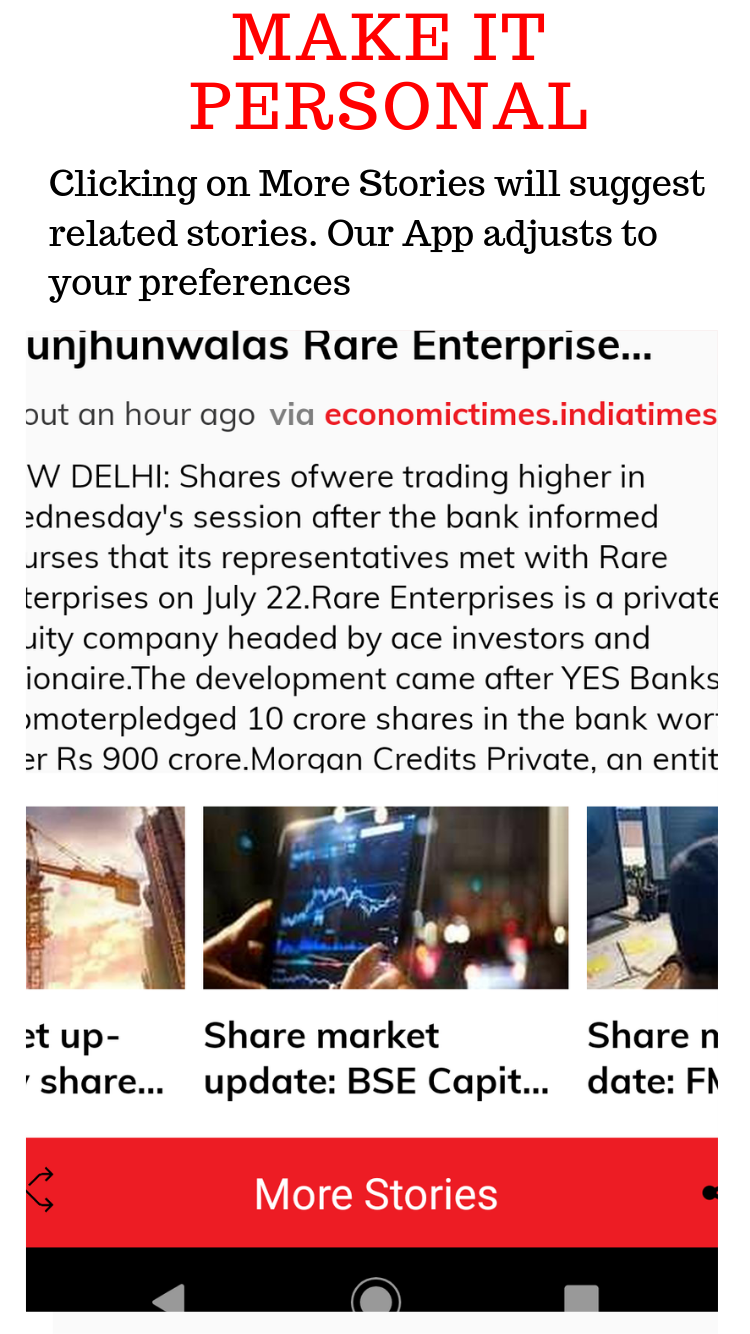 MAKE IT
PERSONAL
Clicking on More Stories will suggest
related stories. Our App adjusts to
your preferences
unjhunwalas Rare Enterprise...
out an hour ago via economictimes.indiatimes
W DELHI: Shares ofwere trading higher in
ednesday's session after the bank informed
urses that its representatives met with Rare
terprises on July 22.Rare Enterprises is a private
uity company headed by ace investors and
ionaire.The development came after YES Banks
omoterpledged 10 crore shares in the bank wor
er Rs 900 crore.Morgan Credits Private, an entit
et up-
y share...
Share market
update: BSE Capit...
Share m
date: FM
More Stories